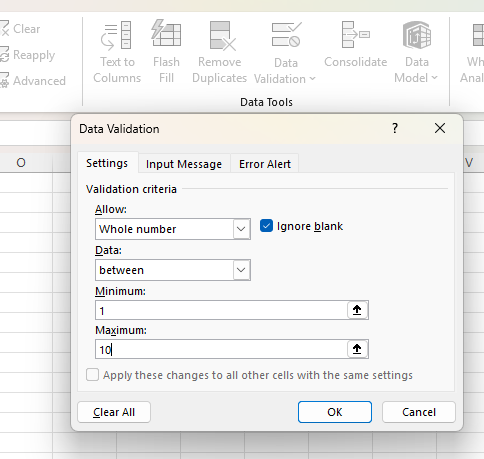 Clear
Reapply
Advanced
Text to Columns
Flash Fill
Remove Duplicates
Data Validation
Consolidate
Data Model
Data Tools
Data Validation
?
O
V
Settings
Input Message
Error Alert
Validation criteria
Allow:
Whole number
Ignore blank
Data:
between
Minimum:
1
Maximum:
10
Apply these changes to all other cells with the same settings
Clear All
OK
Cancel